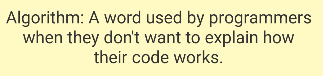 Algorithm: A word used by programmers
when they don't want to explain how
their code works.